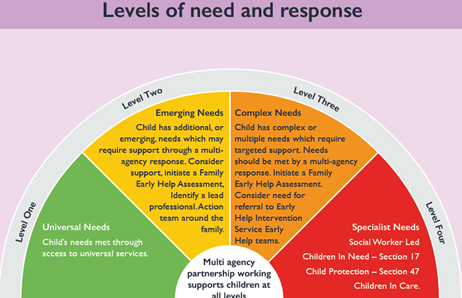 Levels of need and response
Level One
Level Two
Level Three
Level Four
Universal Needs
Child's needs met through
access to universal services.
Emerging Needs
Child has additional, or
emerging, needs which may
require support through a multi-
agency response. Consider
support, initiate a Family
Early Help Assessment,
Identify a lead
professional.Action
team around the
family.
Complex Needs
Child has complex or
multiple needs which require
targeted support. Needs
should be met by a multi-agency
response. Initiate a Family
Early Help Assessment.
Consider need for
referral to Early
Help Intervention
Service Early
Help teams.
Specialist Needs
Social Worker Led
Children In Need – Section 17
Child Protection – Section 47
Children In Care.
Multi agency
partnership working
supports children at
all levels